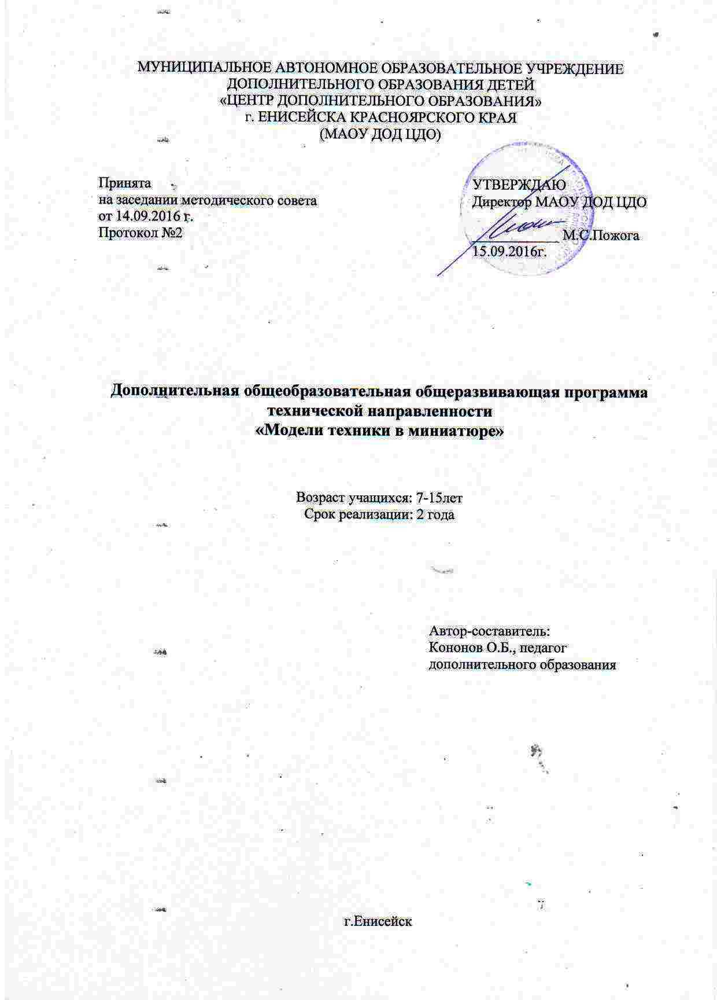 МУНИЦИПАЛЬНОЕ АВТОНОМНОЕ ОБРАЗОВАТЕЛЬНОЕ УЧРЕЖДЕНИЕ
ДОПОЛНИТЕЛЬНОГО ОБРАЗОВАНИЯ ДЕТЕЙ
«ЦЕНТР ДОПОЛНИТЕЛЬНОГО ОБРАЗОВАНИЯ»
г. ЕНИСЕЙСКА КРАСНОЯРСКОГО КРАЯ
(МАОУ ДОД ЦДО)
Принята
на заседании методического совета
от 14.09.2016 г.
Протокол №2
УТВЕРЖДАЮ
Директор МАОУ ДОД ЦДО
М.С.Пожога
15.09.2016г.
Дополнительная общеобразовательная общеразвивающая программа
технической направленности
«Модели техники в миниатюре»
Возраст учащихся: 7-15лет
Срок реализации: 2 года
Автор-составитель:
Кононов О.Б., педагог
дополнительного образования
г.Енисейск